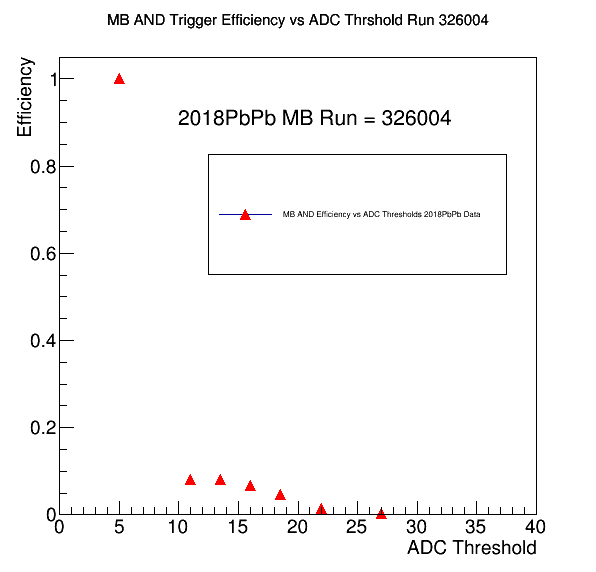 MB AND Trigger Efficiency vs ADC Thrshold Run 326004
Efficiency
2018PbPb MB Run = 326004
MB AND Efficiency vs ADC Thresholds 2018PbPb Data
1
0.8
0.6
0.4
0.2
0
0 5 10 15 20 25 30 35 40
ADC Threshold